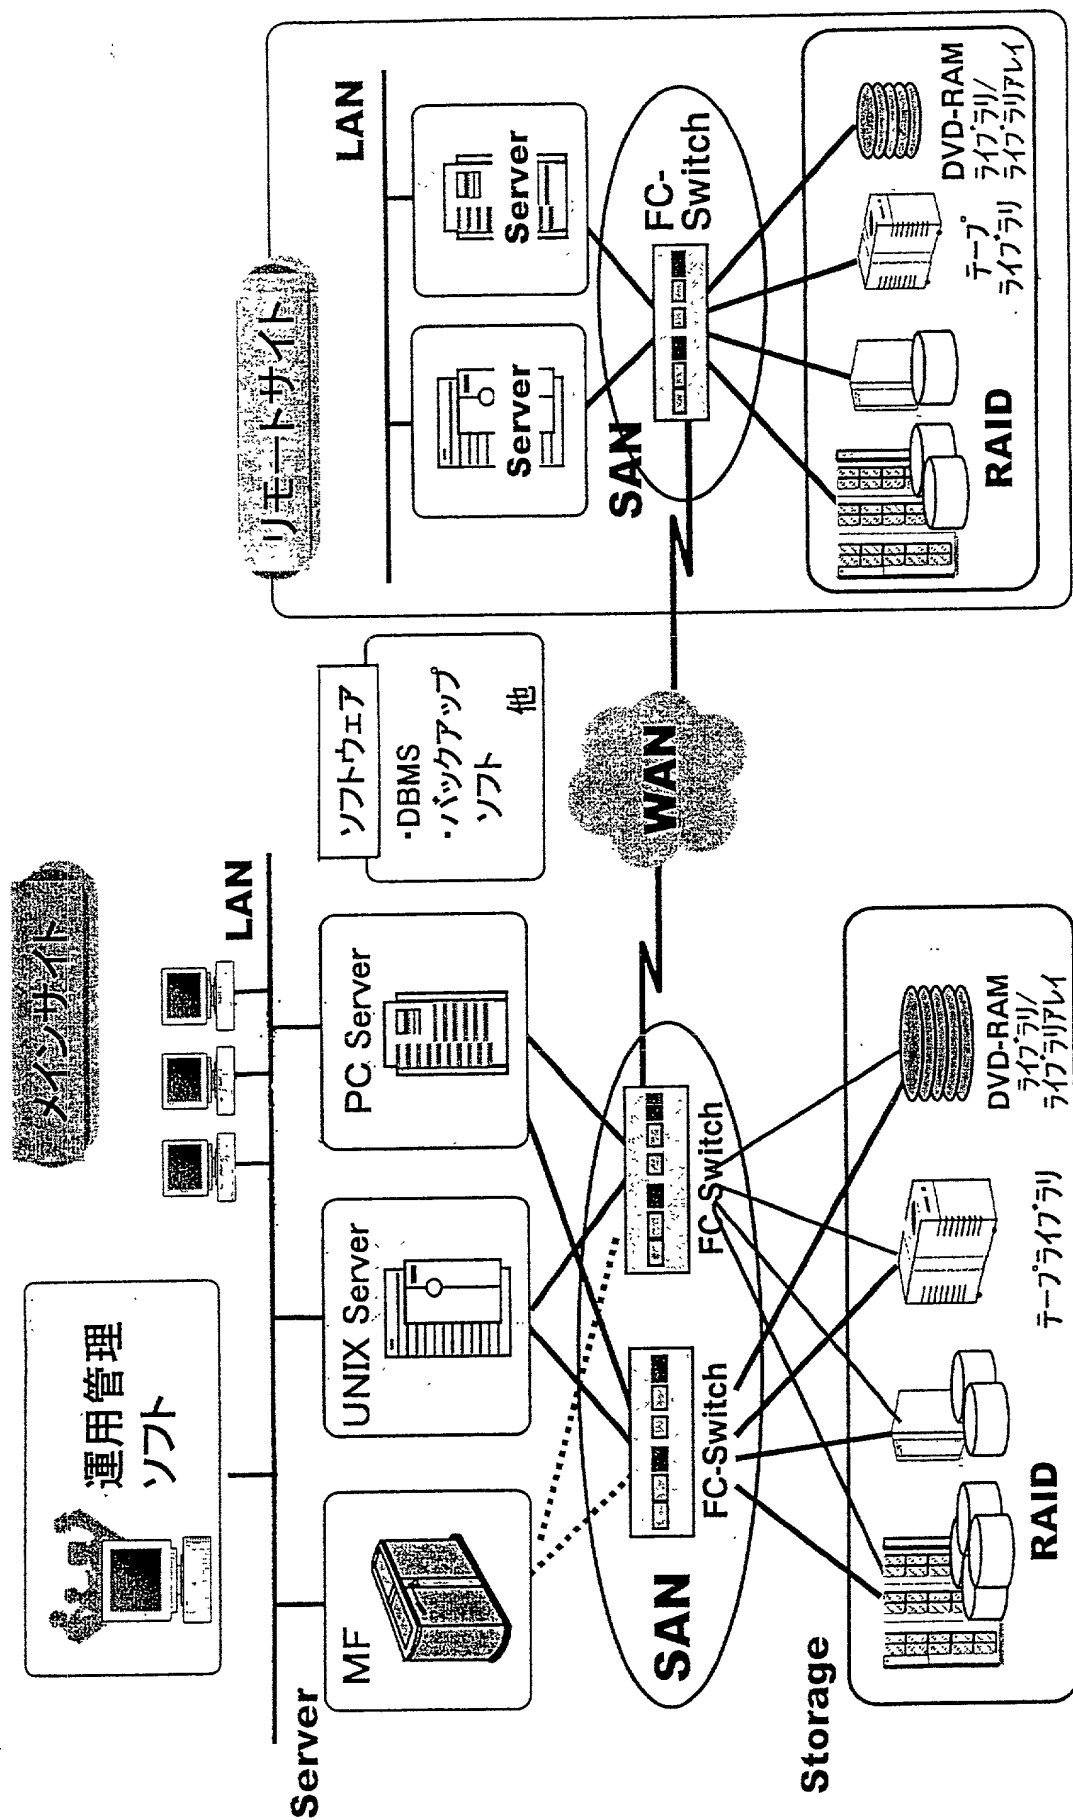 メインサイト
運用管理
ソフト
LAN
Server
MF
UNIX Server
PC Server
ソフトウェア
・DBMS
・バックアップ
ソフト
他
SAN
FC-Switch
FC-Switch
WAN
Storage
RAID
テープライブラリ
DVD-RAM
ライブラリ/
ライブラリアレイ
リモートサイト
LAN
Server
Server
SAN
FC-
Switch
RAID
テープ
ライブラリ
DVD-RAM
ライブラリ/
ライブラリアレイ